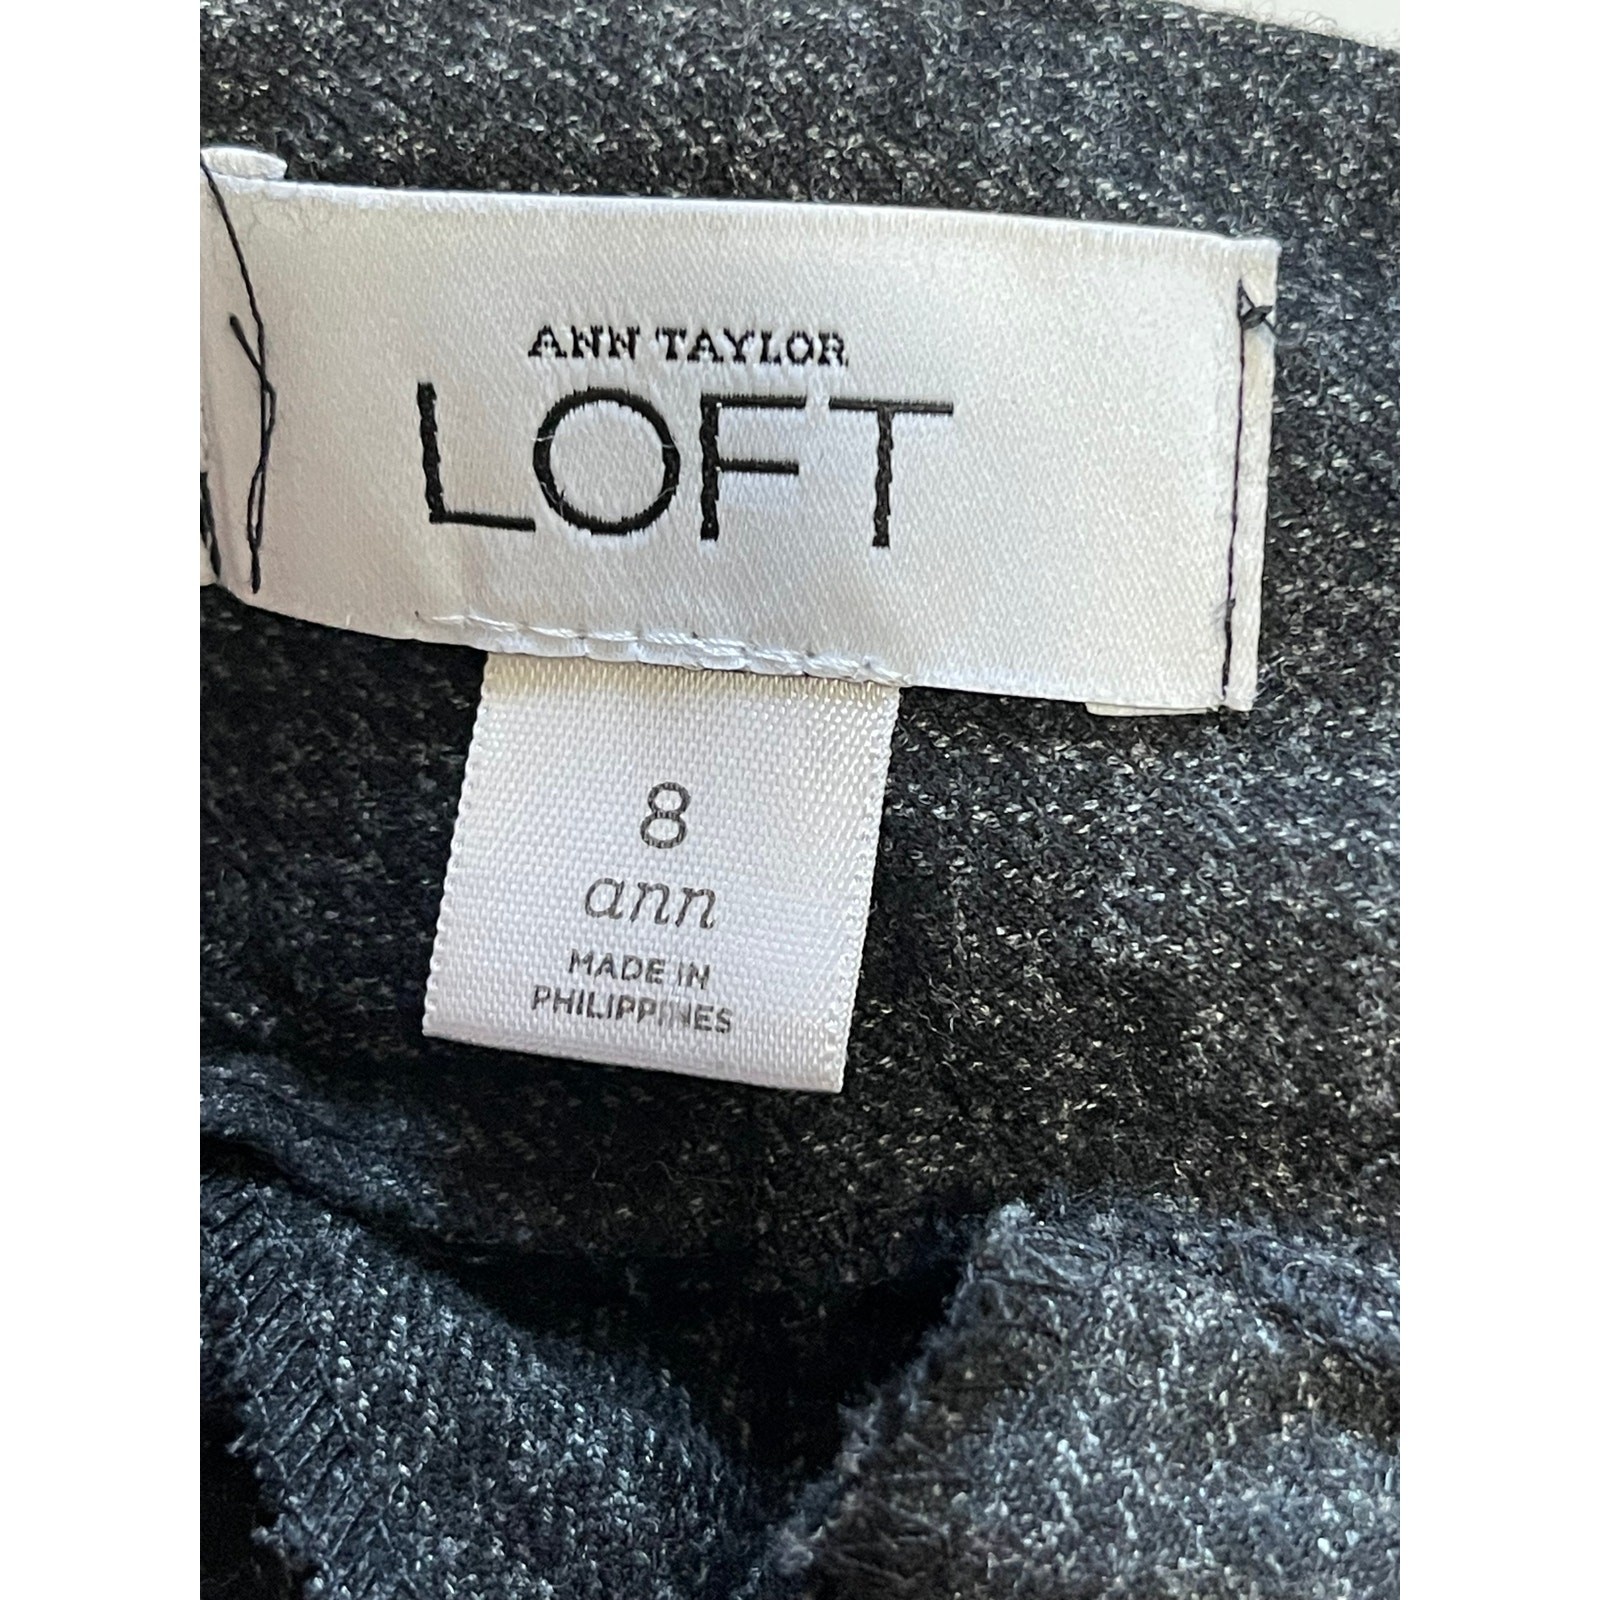 ANN TAYLOR
LOFT
8
ann
MADE IN
PHILIPPINES